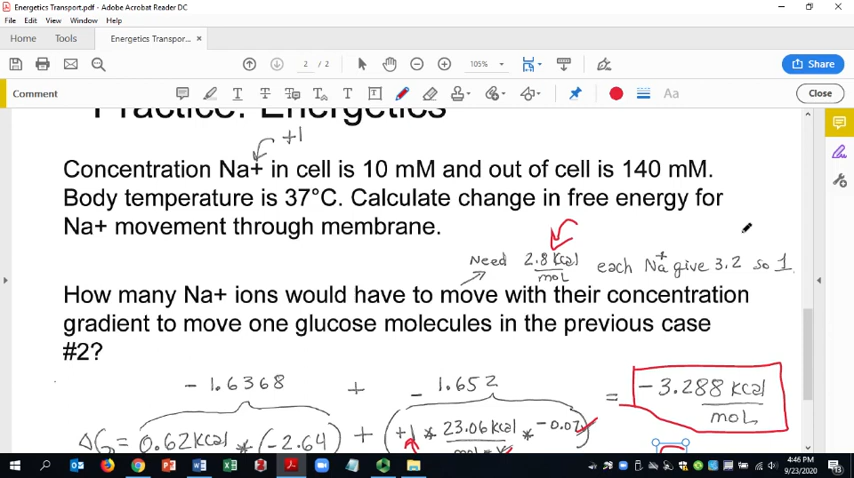 Energetics Transport.pdf - Adobe Acrobat Reader DC
File Edit View Window Help
Home Tools Energetics Transpor... ×
2 / 2 105% Share
Comment Aa Close
Practice: Energetics
+1
Concentration Na+ in cell is 10 mM and out of cell is 140 mM.
Body temperature is 37°C. Calculate change in free energy for
Na+ movement through membrane.
Need 2.8 kcal/mol each Na+ give 3.2 so 1.
How many Na+ ions would have to move with their concentration
gradient to move one glucose molecules in the previous case
#2?
-1.6368 + -1.652 = -3.288 kcal/mol
ΔG = 0.62 kcal * (-2.64) + (+1 * 23.06 kcal *
4:46 PM
9/23/2020